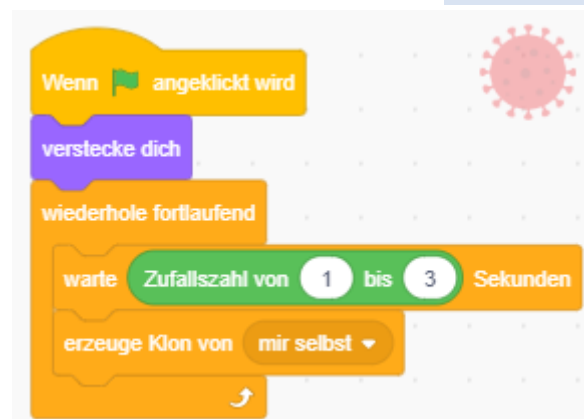 Wenn angeklickt wird
verstecke dich
wiederhole fortlaufend
warte Zufallszahl von 1 bis 3 Sekunden
erzeuge Klon von mir selbst